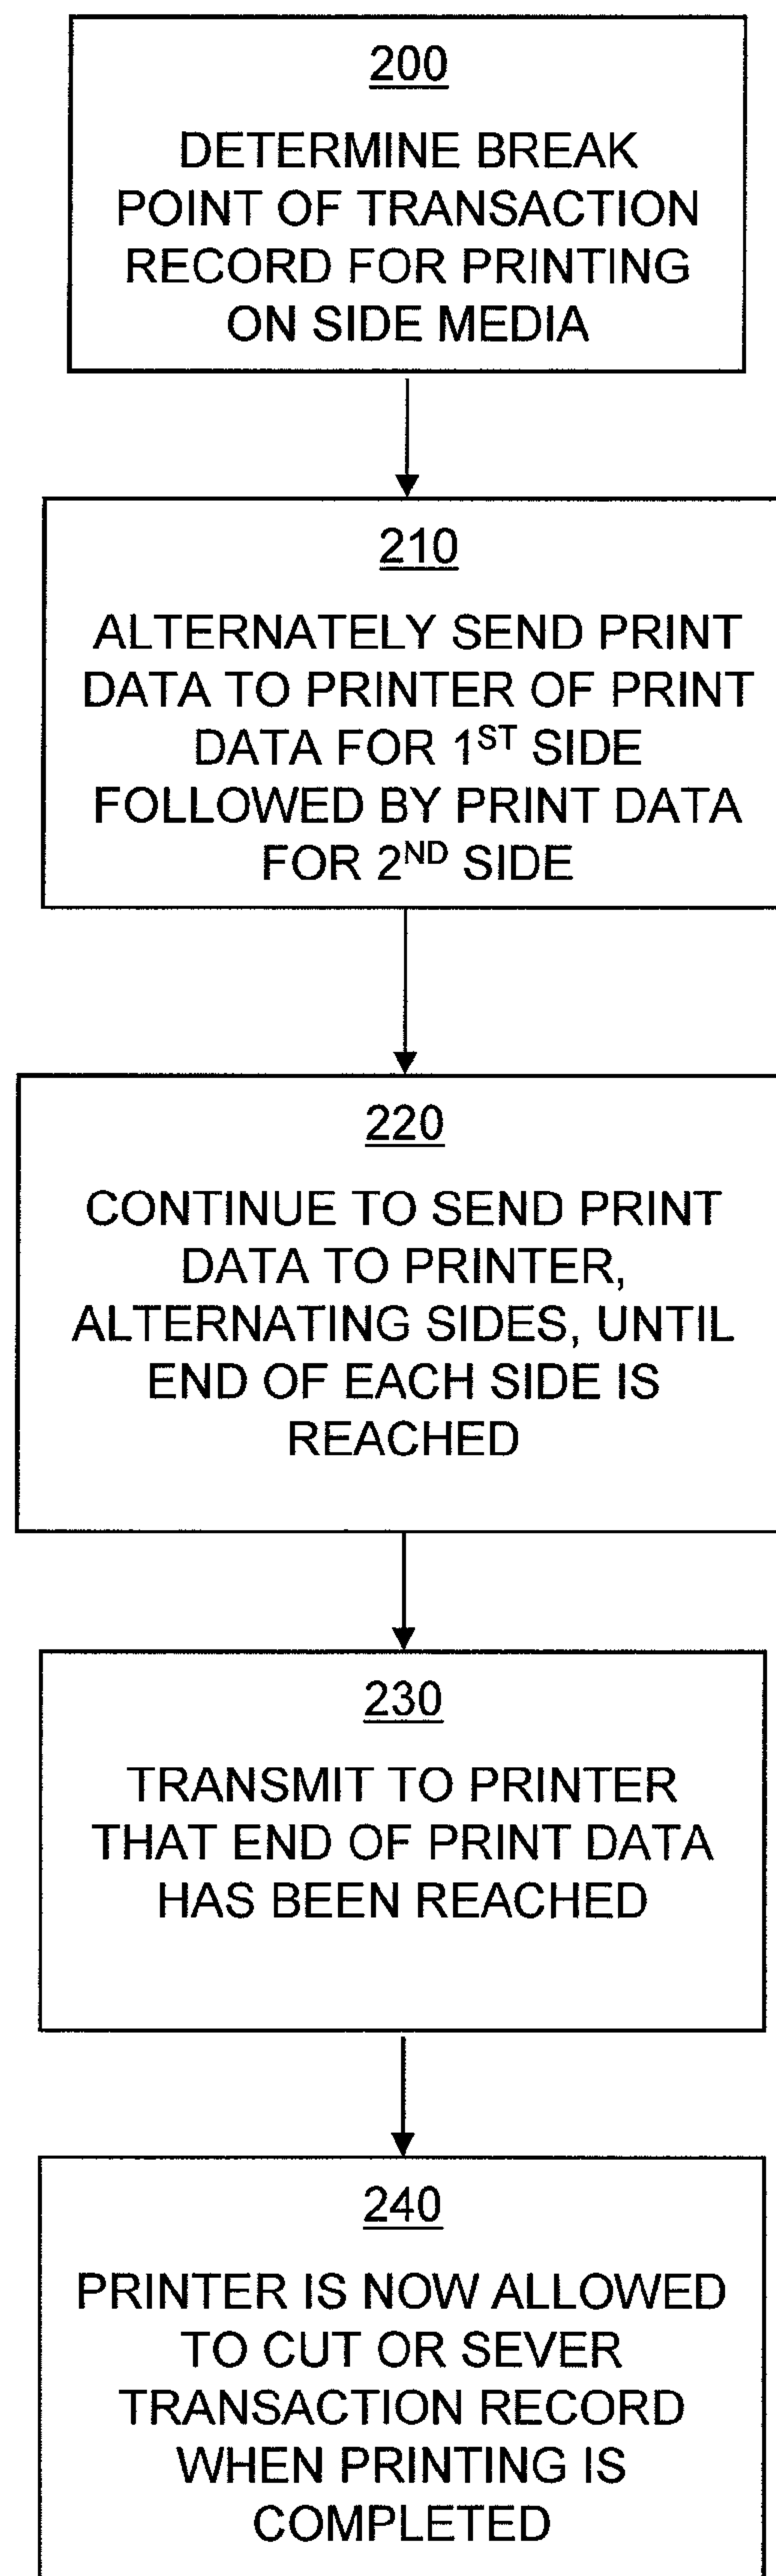 200
DETERMINE BREAK
POINT OF TRANSACTION
RECORD FOR PRINTING
ON SIDE MEDIA
210
ALTERNATELY SEND PRINT
DATA TO PRINTER OF PRINT
DATA FOR 1ST SIDE
FOLLOWED BY PRINT DATA
FOR 2ND SIDE
220
CONTINUE TO SEND PRINT
DATA TO PRINTER,
ALTERNATING SIDES, UNTIL
END OF EACH SIDE IS
REACHED
230
TRANSMIT TO PRINTER
THAT END OF PRINT DATA
HAS BEEN REACHED
240
PRINTER IS NOW ALLOWED
TO CUT OR SEVER
TRANSACTION RECORD
WHEN PRINTING IS
COMPLETED